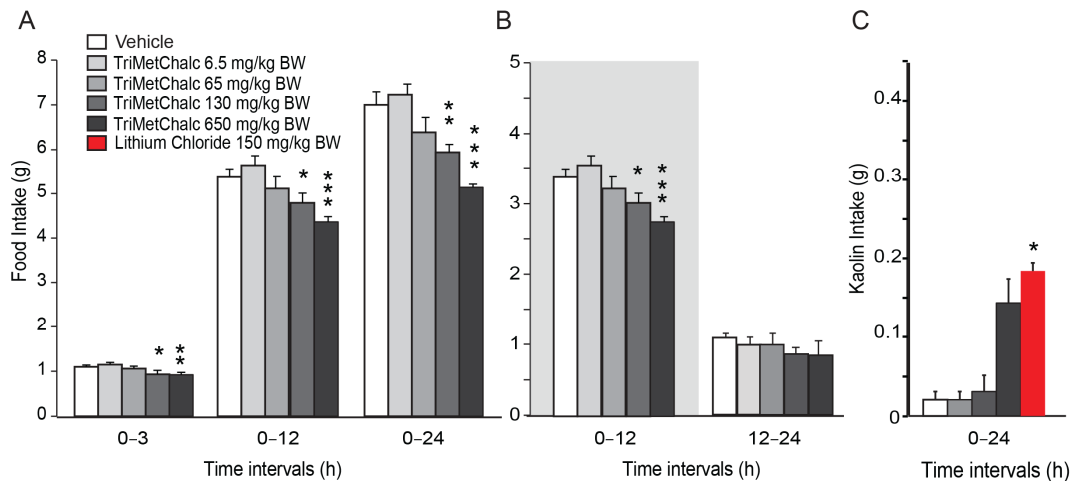 A
Vehicle
TriMetChalc 6.5 mg/kg BW
TriMetChalc 65 mg/kg BW
TriMetChalc 130 mg/kg BW
TriMetChalc 650 mg/kg BW
Lithium Chloride 150 mg/kg BW
Food Intake (g)
8
7
6
5
4
3
2
1
0
*
**
*
***
**
***
0–3
0–12
0–24
Time intervals (h)
B
5
4
3
2
1
0
*
***
0–12
12–24
Time intervals (h)
C
Kaolin Intake (g)
0.4
0.3
0.2
0.1
0
*
0–24
Time intervals (h)